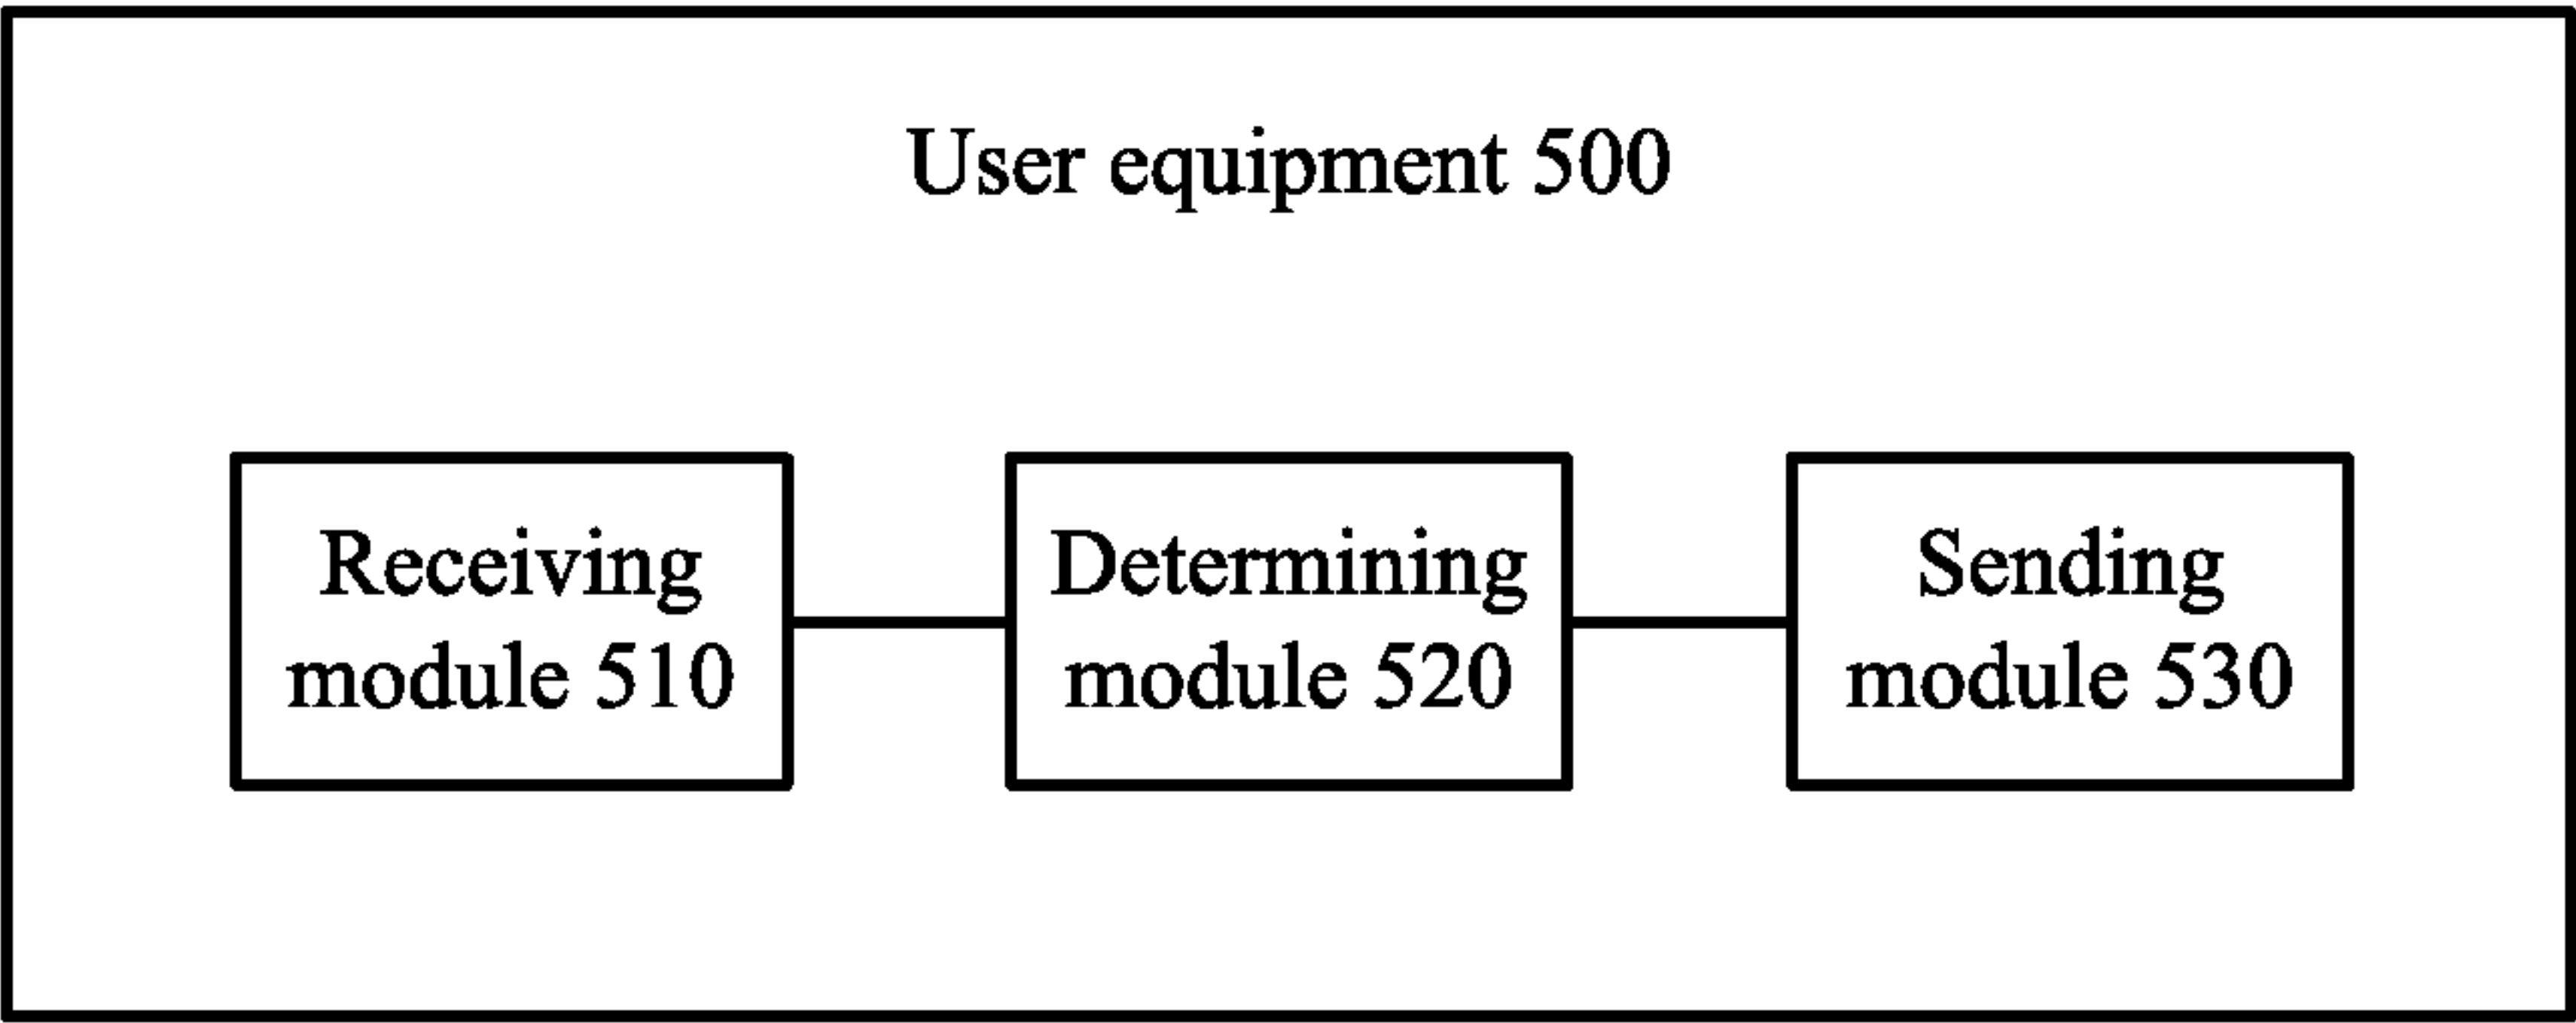 User equipment 500
Receiving
module 510
Determining
module 520
Sending
module 530